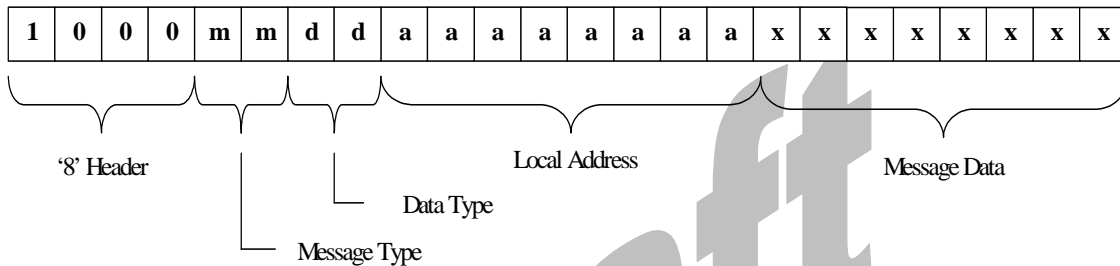 1 0 0 0 m m d d a a a a a a a a x x x x x x x x
‘8’ Header
Local Address
Message Data
Data Type
Message Type